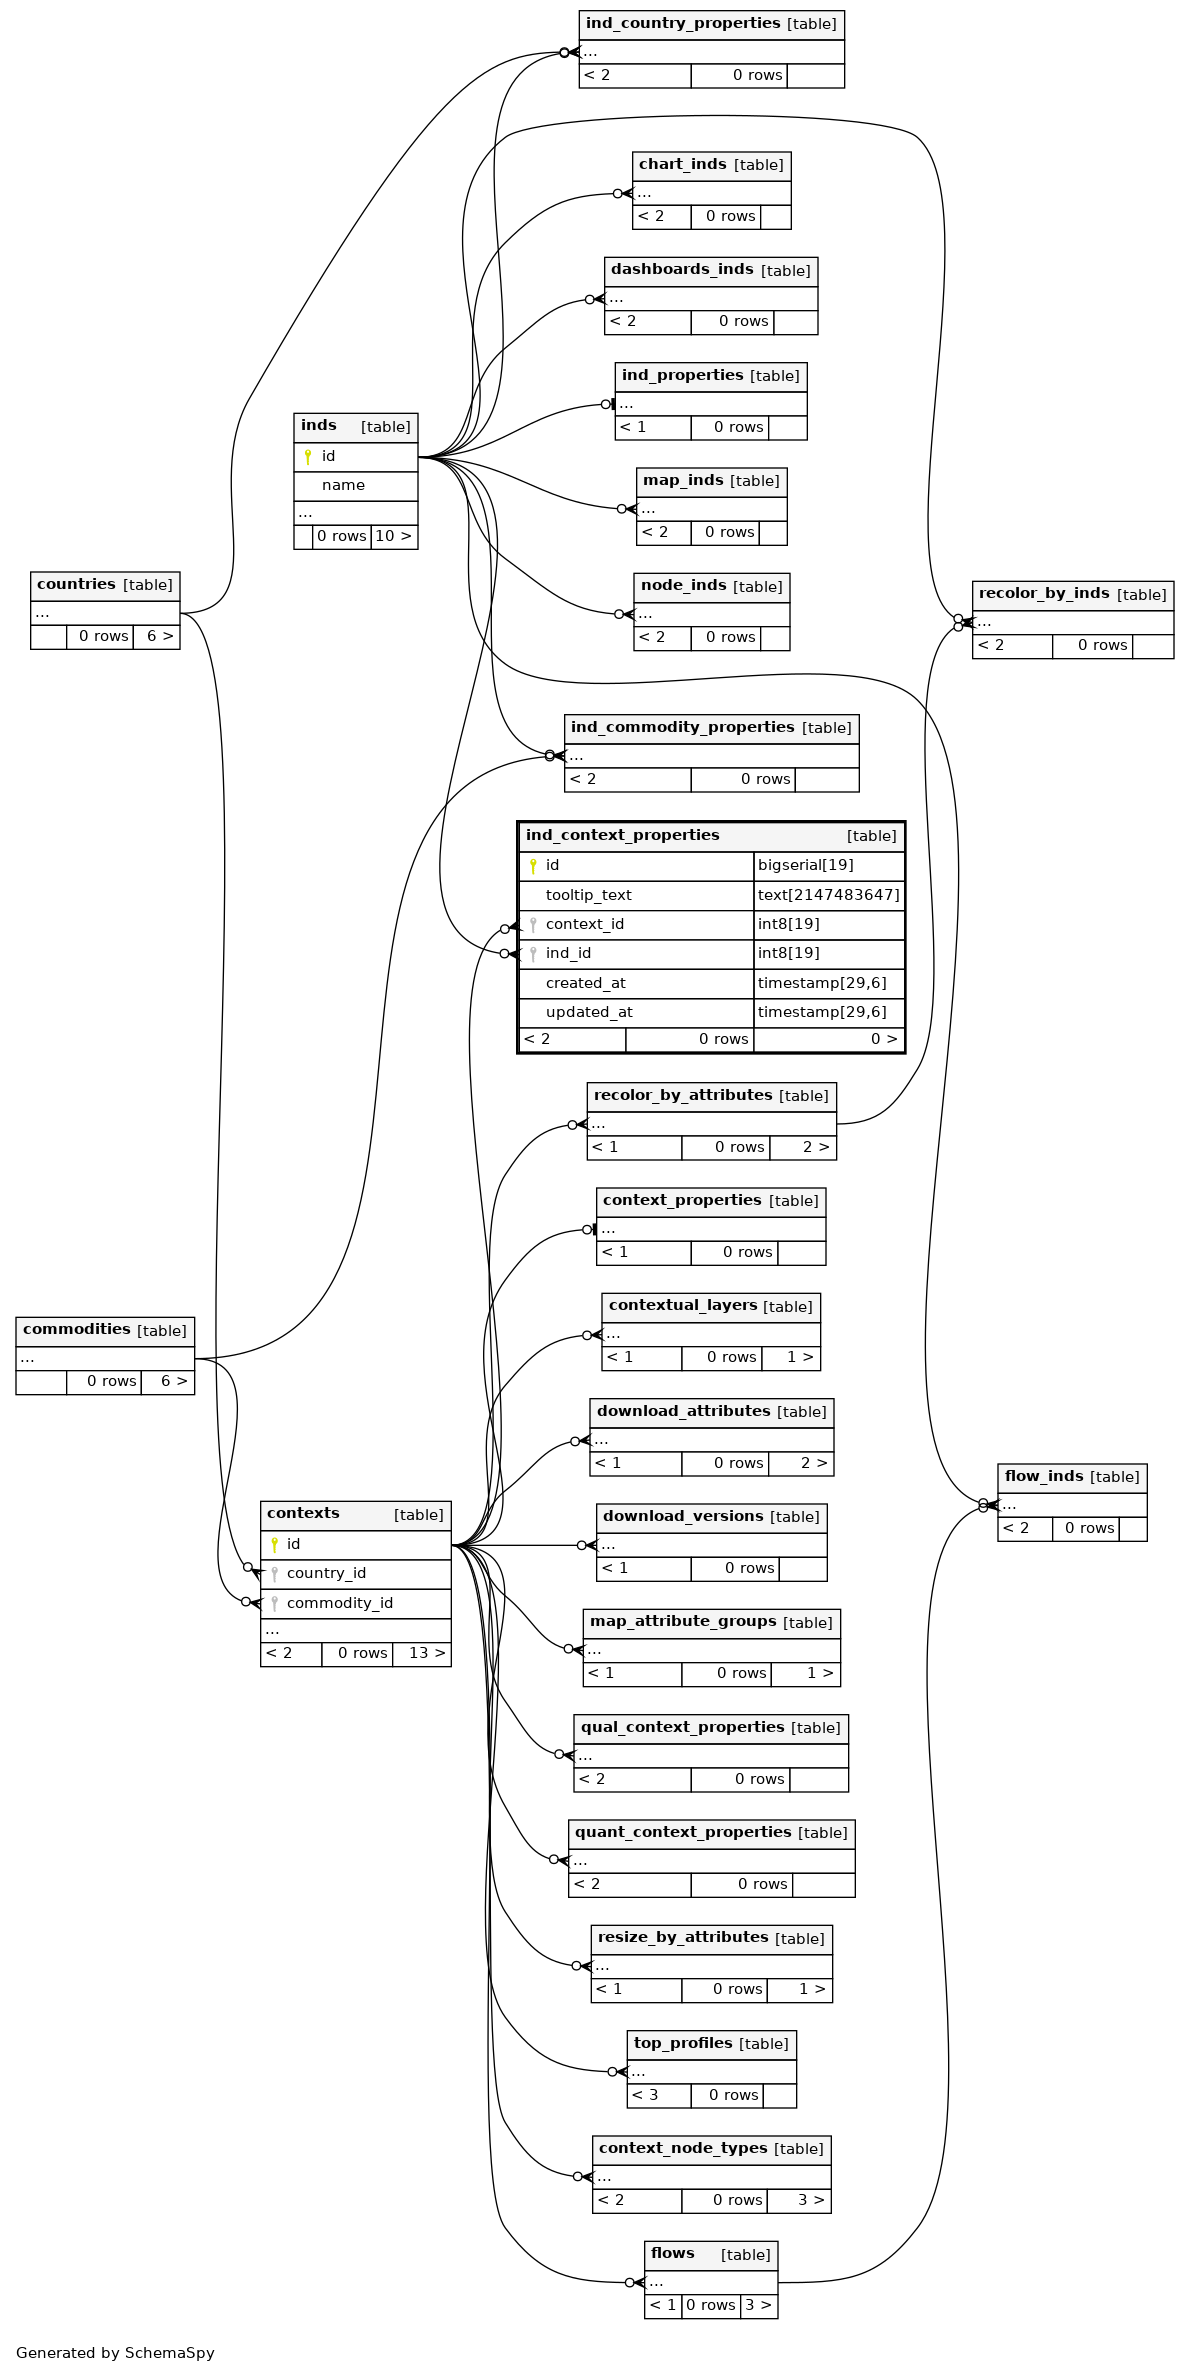 ind_country_properties [table]
...
< 2 0 rows
chart_inds [table]
...
< 2 0 rows
dashboards_inds [table]
...
< 2 0 rows
ind_properties [table]
...
< 1 0 rows
inds [table]
id
name
...
0 rows 10 >
map_inds [table]
...
< 2 0 rows
countries [table]
...
0 rows 6 >
node_inds [table]
...
< 2 0 rows
recolor_by_inds [table]
...
< 2 0 rows
ind_commodity_properties [table]
...
< 2 0 rows
ind_context_properties [table]
id bigserial[19]
tooltip_text text[2147483647]
context_id int8[19]
ind_id int8[19]
created_at timestamp[29,6]
updated_at timestamp[29,6]
< 2 0 rows 0 >
recolor_by_attributes [table]
...
< 1 0 rows 2 >
context_properties [table]
...
< 1 0 rows
contextual_layers [table]
...
< 1 0 rows 1 >
commodities [table]
...
0 rows 6 >
download_attributes [table]
...
< 1 0 rows 2 >
flow_inds [table]
...
< 2 0 rows
contexts [table]
id
country_id
commodity_id
...
< 2 0 rows 13 >
download_versions [table]
...
< 1 0 rows
map_attribute_groups [table]
...
< 1 0 rows 1 >
qual_context_properties [table]
...
< 2 0 rows
quant_context_properties [table]
...
< 2 0 rows
resize_by_attributes [table]
...
< 1 0 rows 1 >
top_profiles [table]
...
< 3 0 rows
context_node_types [table]
...
< 2 0 rows 3 >
flows [table]
...
< 1 0 rows 3 >
Generated by SchemaSpy